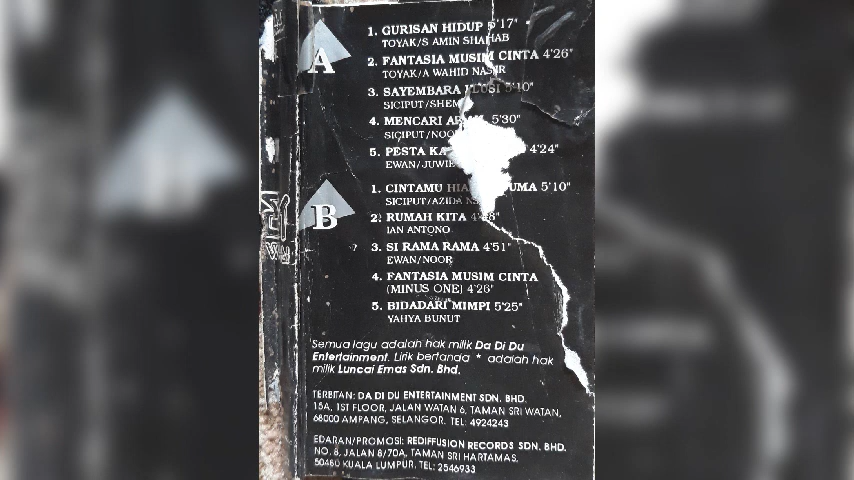 A
1. GURISAN HIDUP 5'17"
TOYAK/S AMIN SHAHAB
2. FANTASIA MUSIM CINTA 4'26"
TOYAK/A WAHID NASIR
3. SAYEMBARA 5'10"
SICIPUT/SHEM
4. MENCARI 5'30"
SICIPUT/NOO
5. PESTA KA 4'24"
EWAN/JUWIE
B
1. CINTAMU HIA UMA 5'10"
SICIPUT/AZIDA
2. RUMAH KITA
IAN ANTONO
3. SI RAMA RAMA 4'51"
EWAN/NOOR
4. FANTASIA MUSIM CINTA
(MINUS ONE) 4'26"
5. BIDADARI MIMPI 5'25"
YAHYA BUNUT
Semua lagu adalah hak milik Da Di Du
Entertainment. Lirik bertanda * adalah hak
milik Luncai Emas Sdn. Bhd.
TERBITAN: DA DI DU ENTERTAINMENT SDN. BHD.
15A, 1ST FLOOR, JALAN WATAN 6, TAMAN SRI WATAN,
68000 AMPANG, SELANGOR. TEL: 4924243
EDARAN/PROMOSI: REDIFFUSION RECORDS SDN. BHD.
NO. 8, JALAN 8/70A, TAMAN SRI HARTAMAS,
50480 KUALA LUMPUR. TEL: 2546933